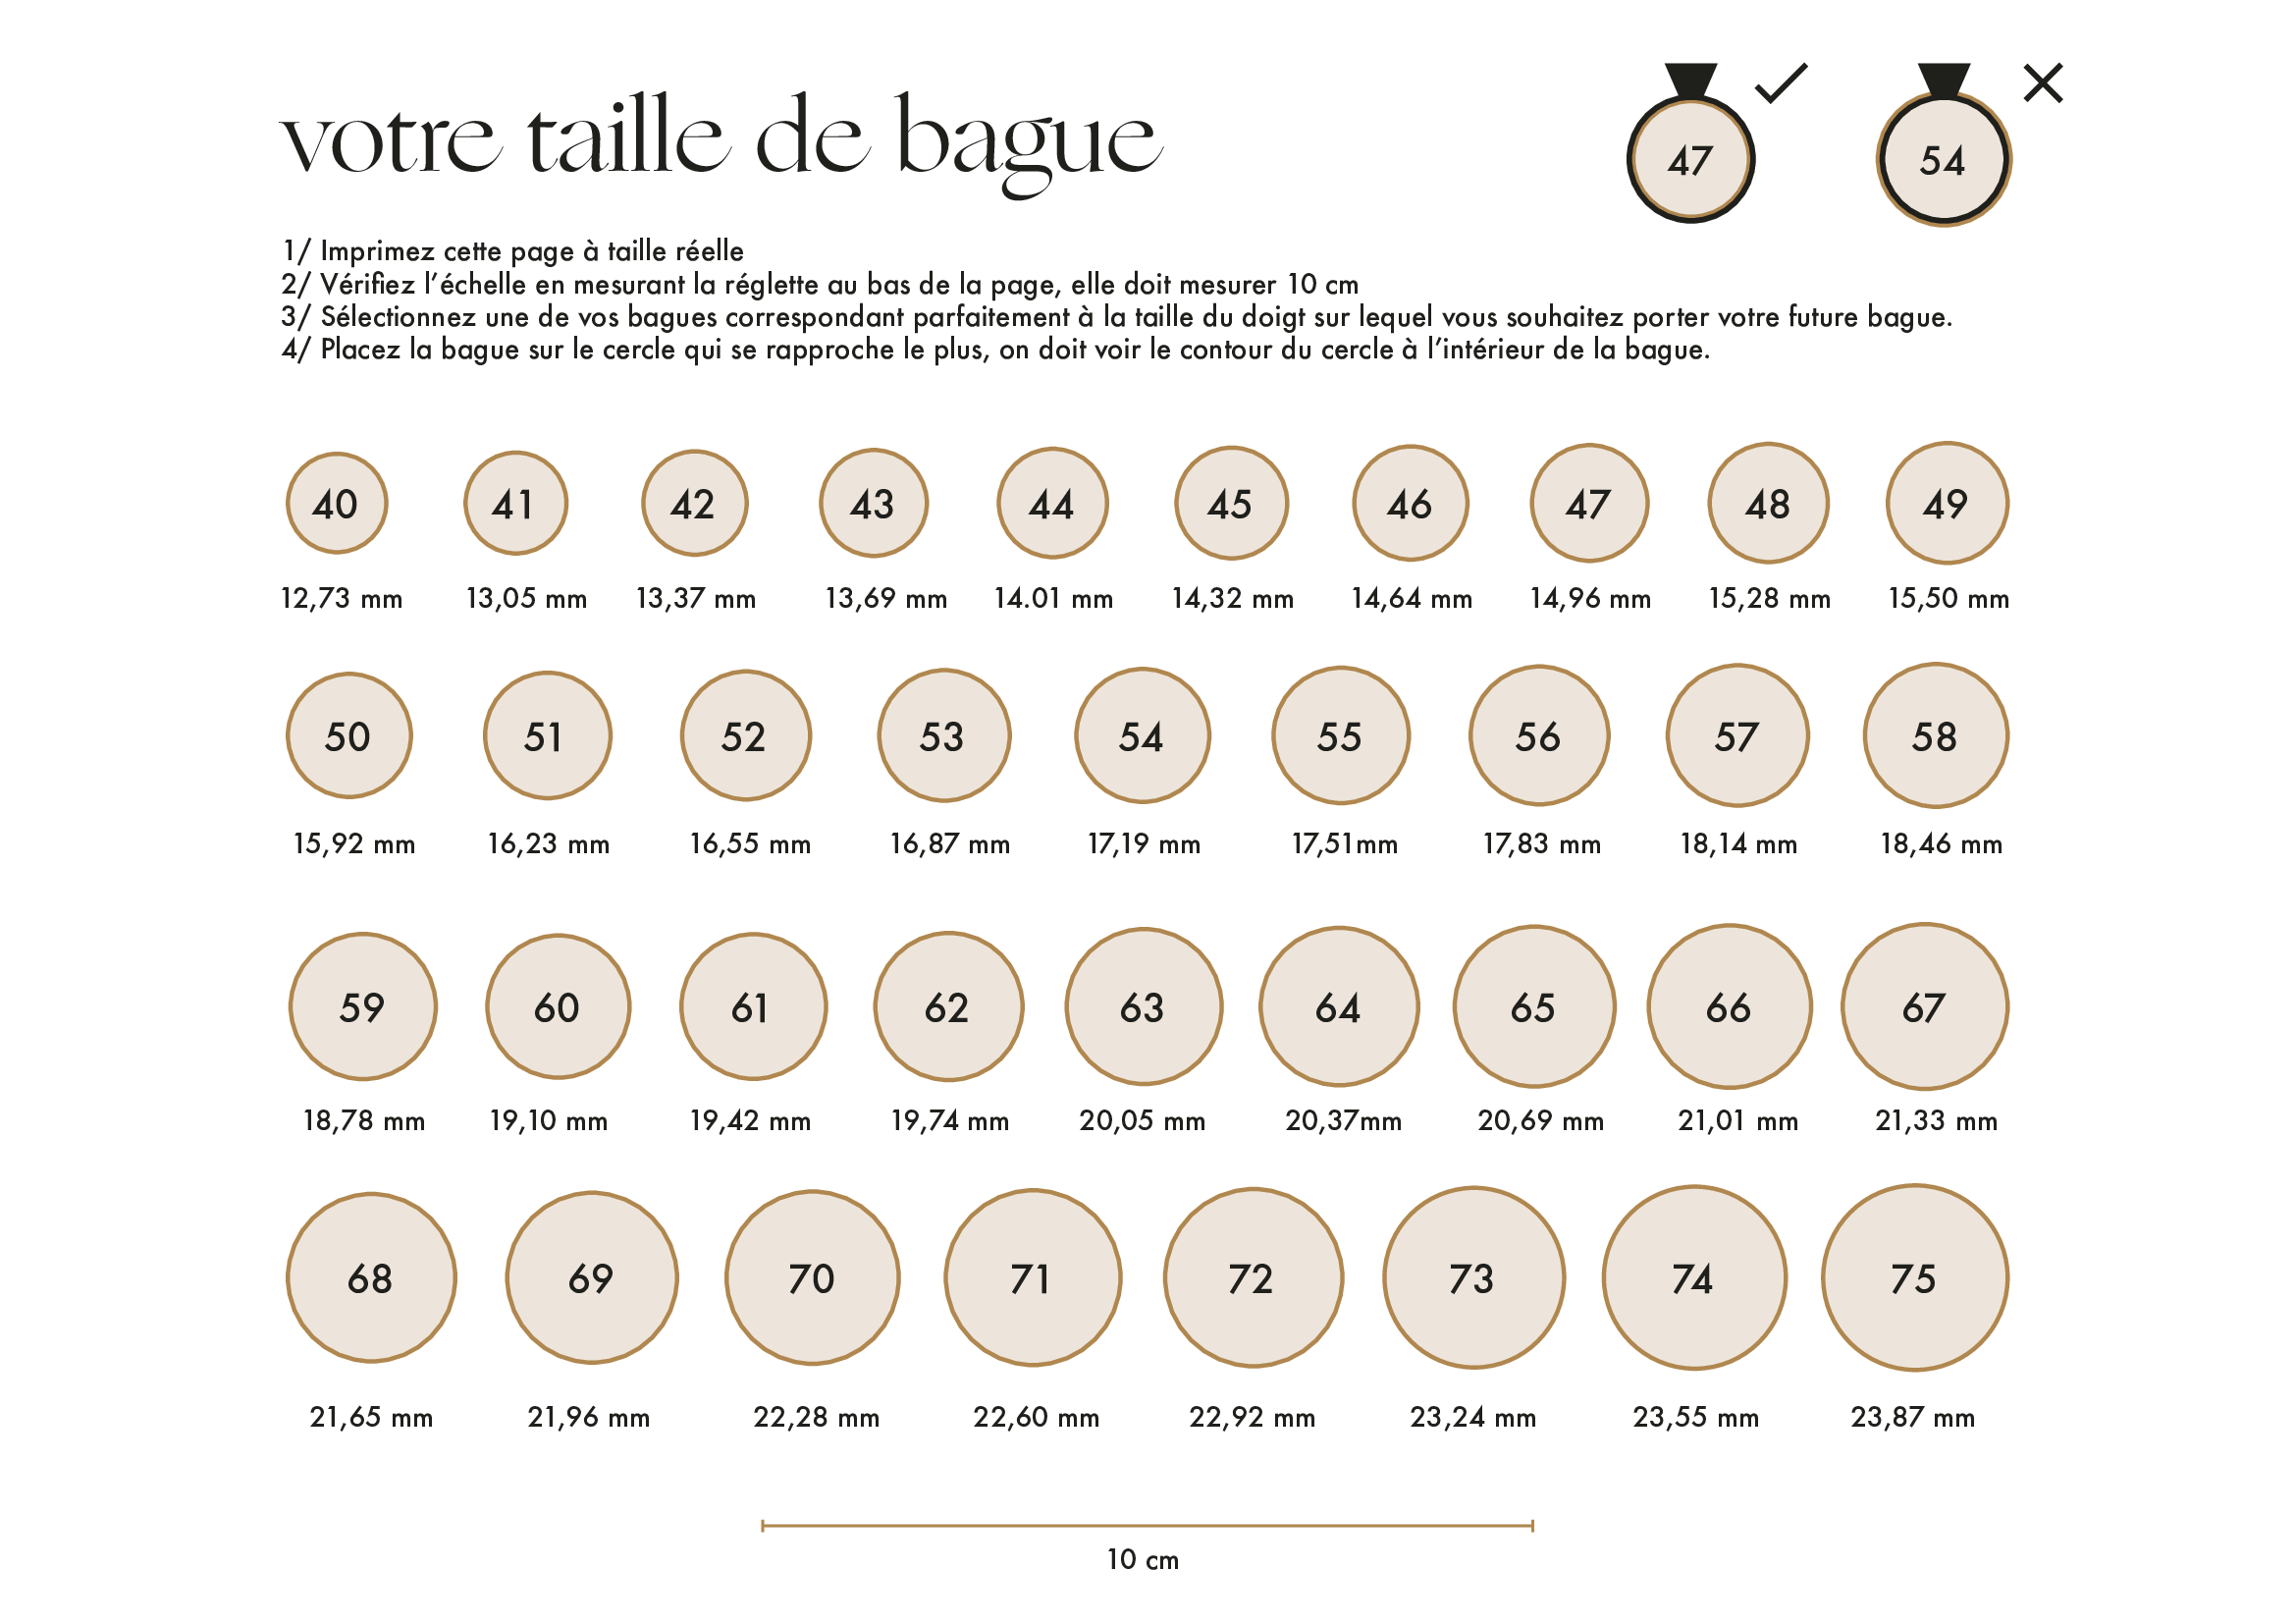 votre taille de bague
47
54
1/ Imprimez cette page à taille réelle
2/ Vérifiez l’échelle en mesurant la réglette au bas de la page, elle doit mesurer 10 cm
3/ Sélectionnez une de vos bagues correspondant parfaitement à la taille du doigt sur lequel vous souhaitez porter votre future bague.
4/ Placez la bague sur le cercle qui se rapproche le plus, on doit voir le contour du cercle à l’intérieur de la bague.
40 41 42 43 44 45 46 47 48 49
12,73 mm 13,05 mm 13,37 mm 13,69 mm 14.01 mm 14,32 mm 14,64 mm 14,96 mm 15,28 mm 15,50 mm
50 51 52 53 54 55 56 57 58
15,92 mm 16,23 mm 16,55 mm 16,87 mm 17,19 mm 17,51mm 17,83 mm 18,14 mm 18,46 mm
59 60 61 62 63 64 65 66 67
18,78 mm 19,10 mm 19,42 mm 19,74 mm 20,05 mm 20,37mm 20,69 mm 21,01 mm 21,33 mm
68 69 70 71 72 73 74 75
21,65 mm 21,96 mm 22,28 mm 22,60 mm 22,92 mm 23,24 mm 23,55 mm 23,87 mm
10 cm